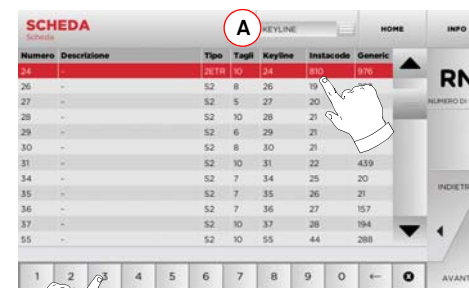 SCHEDA
Scheda
A
KEYLINE
HOME
INFO
Numero Descrizione Tipo Tagli Keyline Instacode Generic
24 - 2ETR 10 24 810 976
26 - S2 8 26 19
27 - S2 5 27 20
28 - S2 10 28 21
29 - S2 6 29 21
30 - S2 8 30 21
31 - S2 10 31 22 439
34 - S2 7 34 25 20
35 - S2 7 35 26 21
36 - S2 7 36 27 157
37 - S2 10 37 28 194
55 - S2 10 55 44 288
RN
NUMERO DI
INDIETR
AVANT
1 2 3 4 5 6 7 8 9 0 ←